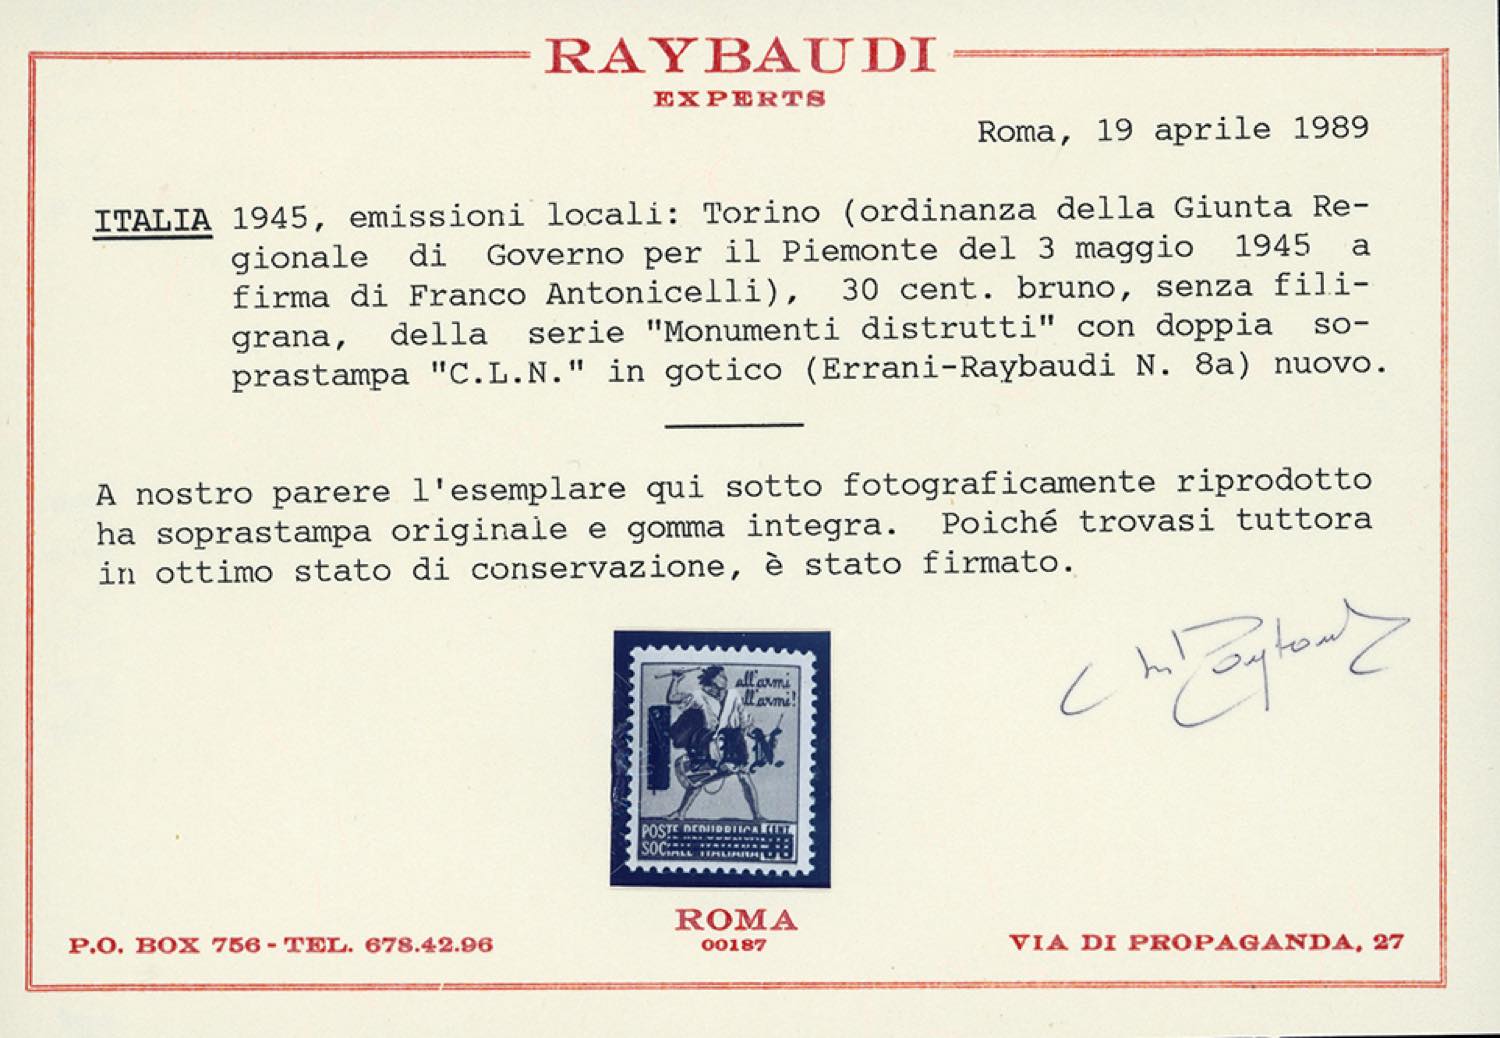 RAYBAUDI
EXPERTS
Roma, 19 aprile 1989
ITALIA 1945, emissioni locali: Torino (ordinanza della Giunta Re-
gionale di Governo per il Piemonte del 3 maggio 1945 a
firma di Franco Antonicelli), 30 cent. bruno, senza fili-
grana, della serie "Monumenti distrutti" con doppia so-
prastampa "C.L.N." in gotico (Errani-Raybaudi N. 8a) nuovo.
A nostro parere l'esemplare qui sotto fotograficamente riprodotto
ha soprastampa originale e gomma integra. Poiché trovasi tuttora
in ottimo stato di conservazione, è stato firmato.
all'armi
all'armi!
N.
POSTE REPUBBLICA CENT
SOCIALE ITALIANA
ROMA
00187
P.O. BOX 756 - TEL. 678.42.96
VIA DI PROPAGANDA, 27